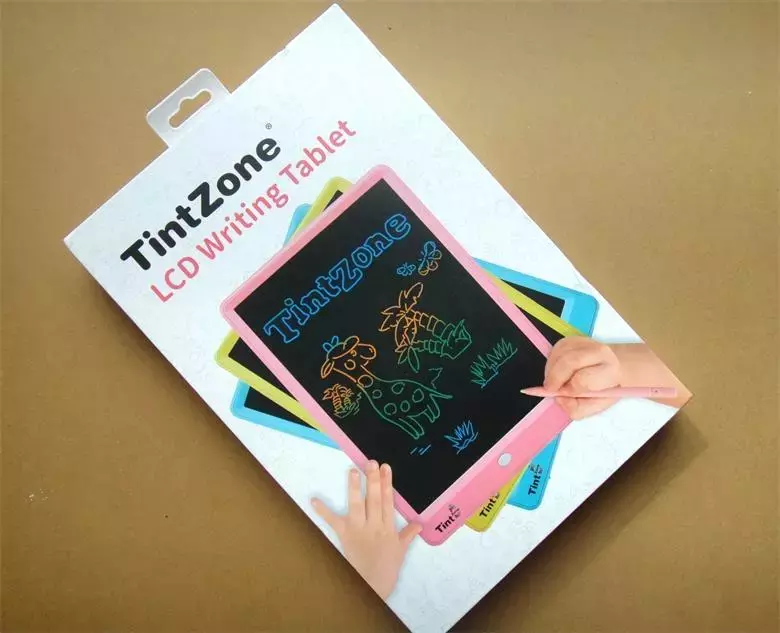 TintZone®
LCD Writing Tablet
TintZone
Tint
Tint
Tint